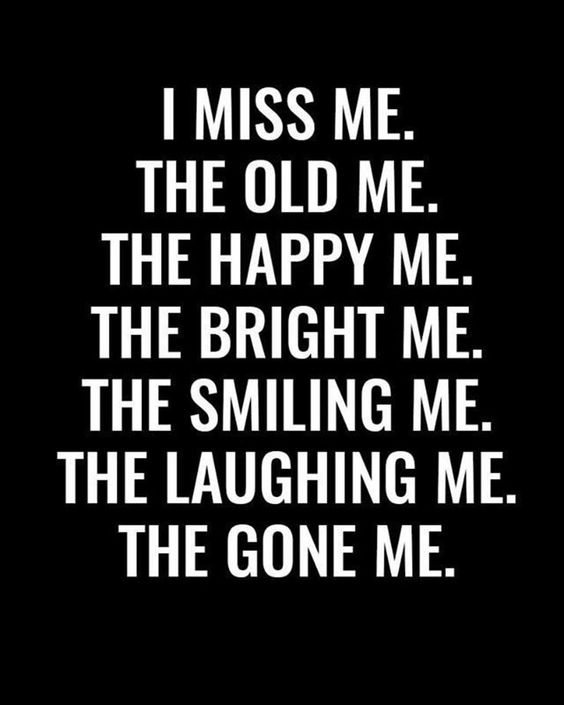 I MISS ME.
THE OLD ME.
THE HAPPY ME.
THE BRIGHT ME.
THE SMILING ME.
THE LAUGHING ME.
THE GONE ME.